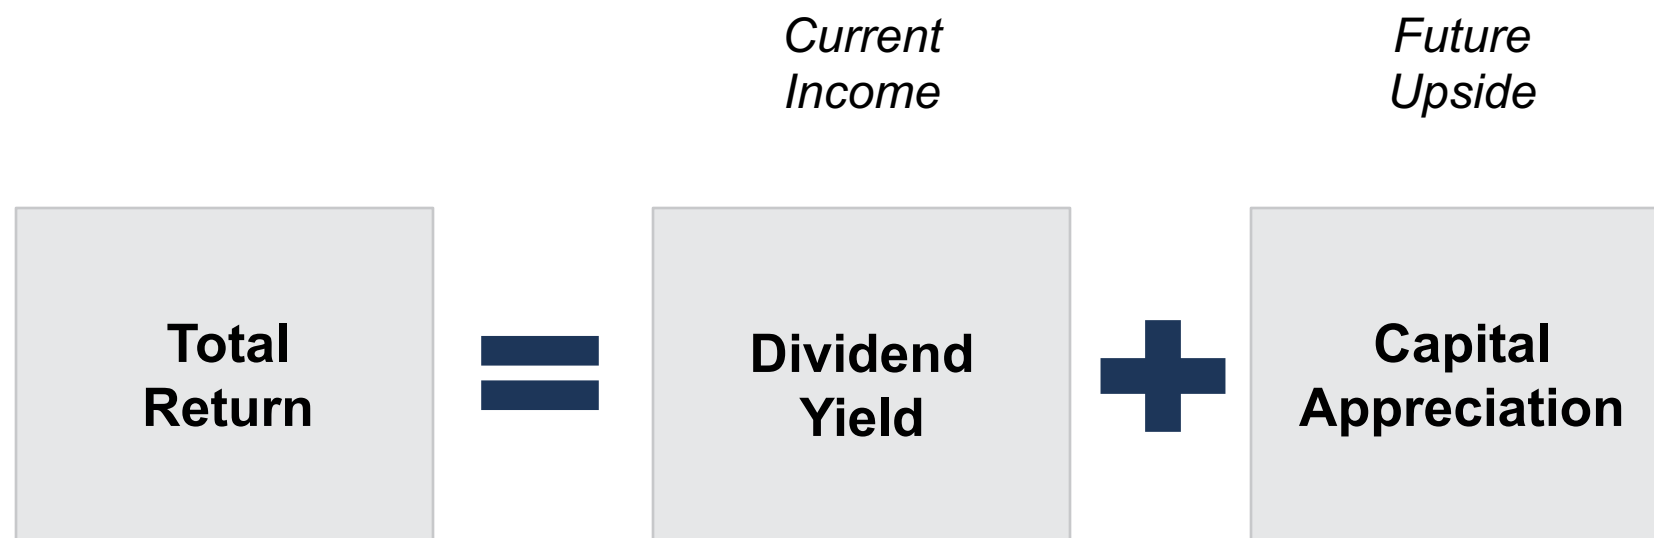 Current
Income
Future
Upside
Total
Return
Dividend
Yield
Capital
Appreciation